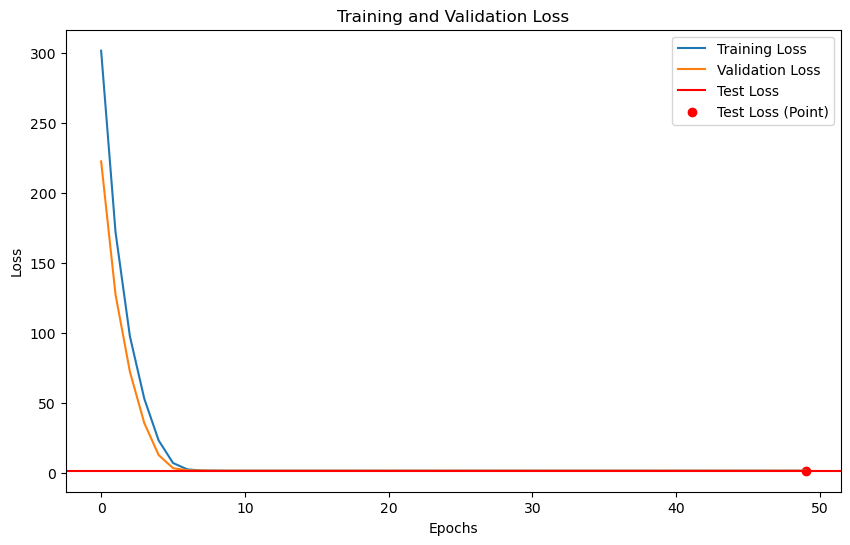 Training and Validation Loss
Training Loss
Validation Loss
Test Loss
Test Loss (Point)
300
250
200
150
100
50
0
Loss
0 10 20 30 40 50
Epochs